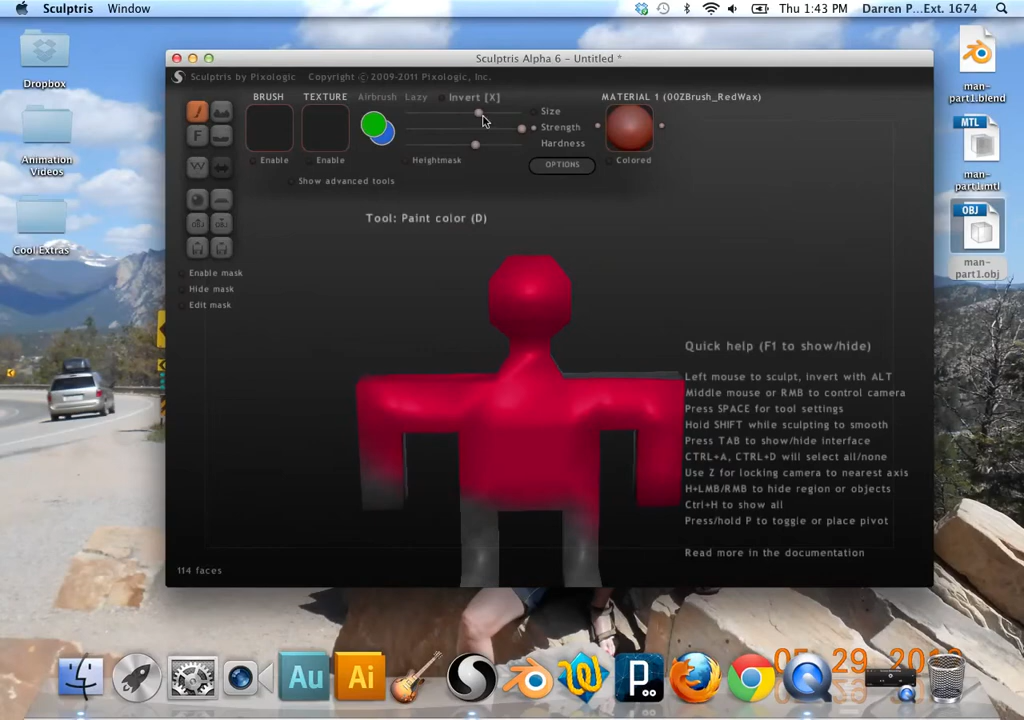 Sculptris Window Thu 1:43 PM Darren P...Ext. 1674
Sculptris Alpha 6 – Untitled *
Sculptris by Pixologic Copyright © 2009-2011 Pixologic, Inc.
BRUSH TEXTURE Airbrush Lazy Invert [X] MATERIAL 1 (00ZBrush_RedWax)
Size
Strength
Hardness
Enable Enable Heightmask OPTIONS Colored
Show advanced tools
F
OBJ OBJ
Enable mask
Hide mask
Edit mask
Tool: Paint color (D)
Quick help (F1 to show/hide)
Left mouse to sculpt, invert with ALT
Middle mouse or RMB to control camera
Press SPACE for tool settings
Hold SHIFT while sculpting to smooth
Press TAB to show/hide interface
CTRL+A, CTRL+D will select all/none
Use Z for locking camera to nearest axis
H+LMB/RMB to hide region or objects
Ctrl+H to show all
Press/hold P to toggle or place pivot
Read more in the documentation
114 faces
Dropbox
Animation
Videos
Cool Extras
man-
part1.blend
MTL
man-
part1.mtl
OBJ
man-
part1.obj
Au Ai P..